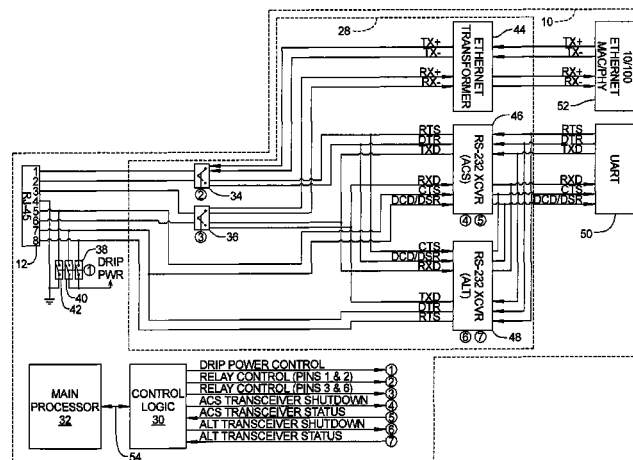 28
10
TX+
TX-
RX+
RX-
ETHERNET TRANSFORMER
44
TX+
TX-
RX+
RX-
10/100 ETHERNET MAC/PHY
52
46
RTS
DTR
TXD
RXD
CTS
DCD/DSR
RS-232 XCVR (ACS)
④ ⑤
RTS
DTR
TXD
RXD
CTS
DCD/DSR
UART
50
1
2
3
4
5
6
7
8
RJ45
12
②
34
③
36
38
① DRIP PWR
40
42
CTS
DCD/DSR
RXD
TXD
DTR
RTS
RS-232 XCVR (ALT)
⑥ ⑦
48
MAIN PROCESSOR
32
54
CONTROL LOGIC
30
DRIP POWER CONTROL ①
RELAY CONTROL (PINS 1 & 2) ②
RELAY CONTROL (PINS 3 & 6) ③
ACS TRANSCEIVER SHUTDOWN ④
ACS TRANSCEIVER STATUS ⑤
ALT TRANSCEIVER SHUTDOWN ⑥
ALT TRANSCEIVER STATUS ⑦